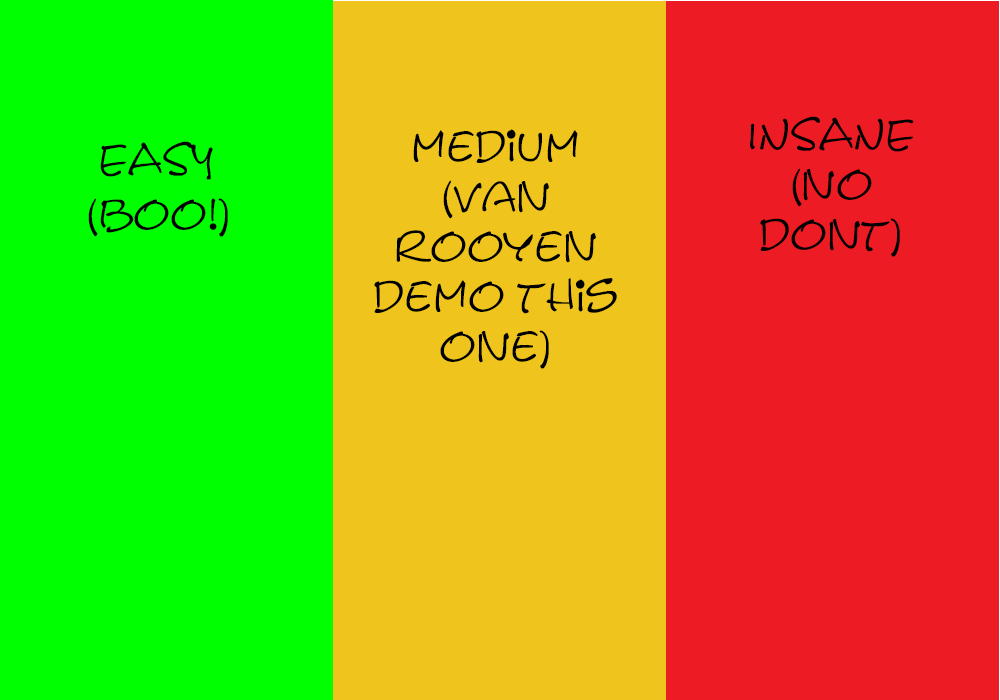 EASY
(BOO!)
MEDiUM
(VAN
ROOYEN
DEMO THiS
ONE)
INSANE
(NO
DONT)